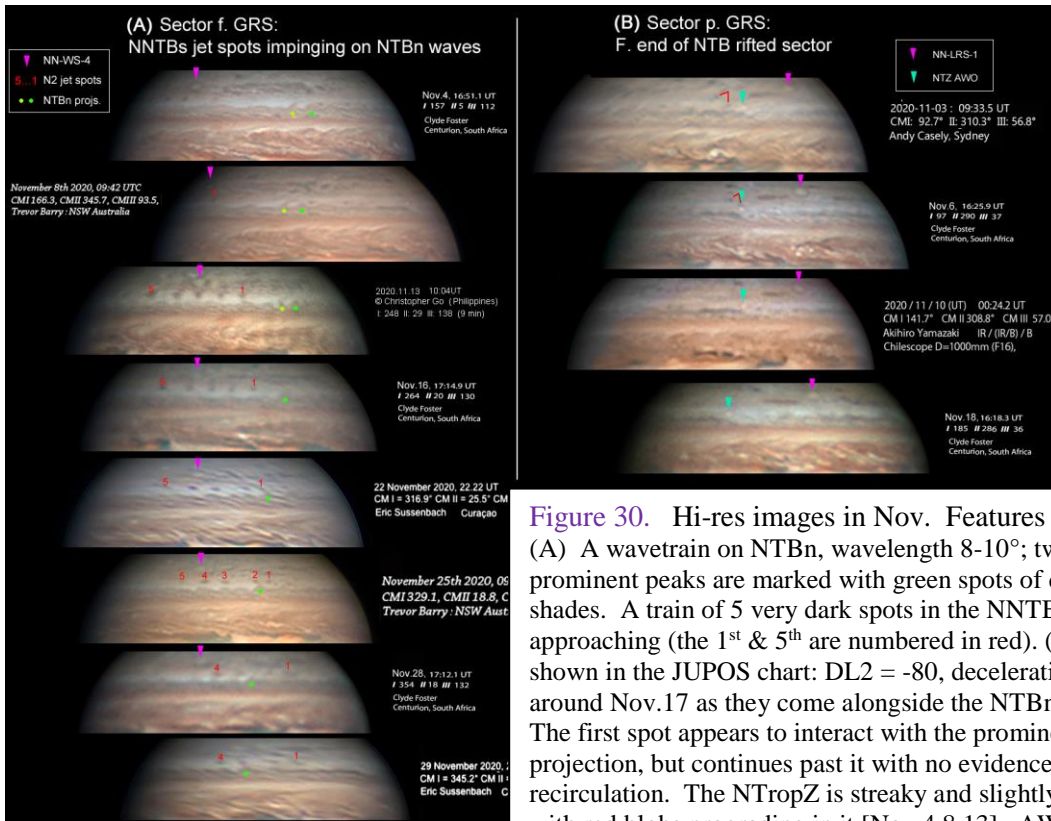 (A) Sector f. GRS:
NNTBs jet spots impinging on NTBn waves
NN-WS-4
5...1 N2 jet spots
NTBn projs.
Nov.4, 16:51.1 UT
I 157 II 5 III 112
Clyde Foster
Centurion, South Africa
November 8th 2020, 09:42 UTC
CMI 166.3, CMII 345.7, CMIII 93.5,
Trevor Barry : NSW Australia
5 1
2020.11.13 10:04UT
© Christopher Go (Philippines)
I: 248 II: 29 III: 138 (9 min)
5 1
Nov.16, 17:14.9 UT
I 264 II 20 III 130
Clyde Foster
Centurion, South Africa
5 1
22 November 2020, 22.22 UT
CM I = 316.9° CM II = 25.5° CM
Eric Sussenbach Curaçao
5 4 3 2 1
November 25th 2020, 09
CMI 329.1, CMII 18.8, C
Trevor Barry : NSW Aust
4 1
Nov.28, 17:12.1 UT
I 354 II 18 III 132
Clyde Foster
Centurion, South Africa
4 1
29 November 2020,
CM I = 345.2° CM II =
Eric Sussenbach C
(B) Sector p. GRS:
F. end of NTB rifted sector
NN-LRS-1
NTZ AWO
2020-11-03 : 09:33.5 UT
CMI: 92.7° II: 310.3° III: 56.8°
Andy Casely, Sydney
Nov.6, 16:25.9 UT
I 97 II 290 III 37
Clyde Foster
Centurion, South Africa
2020 / 11 / 10 (UT) 00:24.2 UT
CM I 141.7° CM II 308.8° CM III 57.0
Akihiro Yamazaki IR / (IR/B) / B
Chilescope D=1000mm (F16),
Nov.18, 16:18.3 UT
I 185 II 286 III 36
Clyde Foster
Centurion, South Africa
Figure 30. Hi-res images in Nov. Features
(A) A wavetrain on NTBn, wavelength 8-10°; tw
prominent peaks are marked with green spots of
shades. A train of 5 very dark spots in the NNTB
approaching (the 1st & 5th are numbered in red). (
shown in the JUPOS chart: DL2 = -80, decelerati
around Nov.17 as they come alongside the NTBn
The first spot appears to interact with the promine
projection, but continues past it with no evidence
recirculation. The NTropZ is streaky and slightly